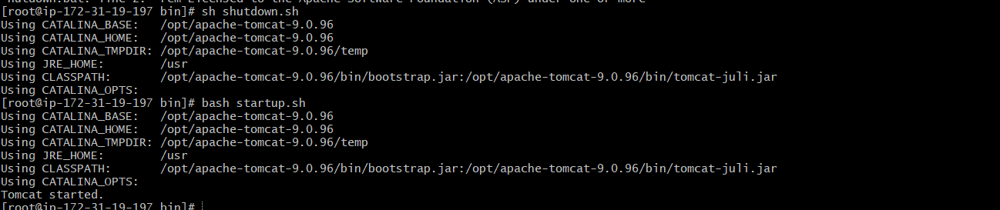 hutdown.bat: line 2: rem Licensed to the Apache Software Foundation (ASF) under one or more
[root@ip-172-31-19-197 bin]# sh shutdown.sh
Using CATALINA_BASE:   /opt/apache-tomcat-9.0.96
Using CATALINA_HOME:   /opt/apache-tomcat-9.0.96
Using CATALINA_TMPDIR: /opt/apache-tomcat-9.0.96/temp
Using JRE_HOME:        /usr
Using CLASSPATH:       /opt/apache-tomcat-9.0.96/bin/bootstrap.jar:/opt/apache-tomcat-9.0.96/bin/tomcat-juli.jar
Using CATALINA_OPTS:
[root@ip-172-31-19-197 bin]# bash startup.sh
Using CATALINA_BASE:   /opt/apache-tomcat-9.0.96
Using CATALINA_HOME:   /opt/apache-tomcat-9.0.96
Using CATALINA_TMPDIR: /opt/apache-tomcat-9.0.96/temp
Using JRE_HOME:        /usr
Using CLASSPATH:       /opt/apache-tomcat-9.0.96/bin/bootstrap.jar:/opt/apache-tomcat-9.0.96/bin/tomcat-juli.jar
Using CATALINA_OPTS:
Tomcat started.
[root@ip-172-31-19-197 bin]#